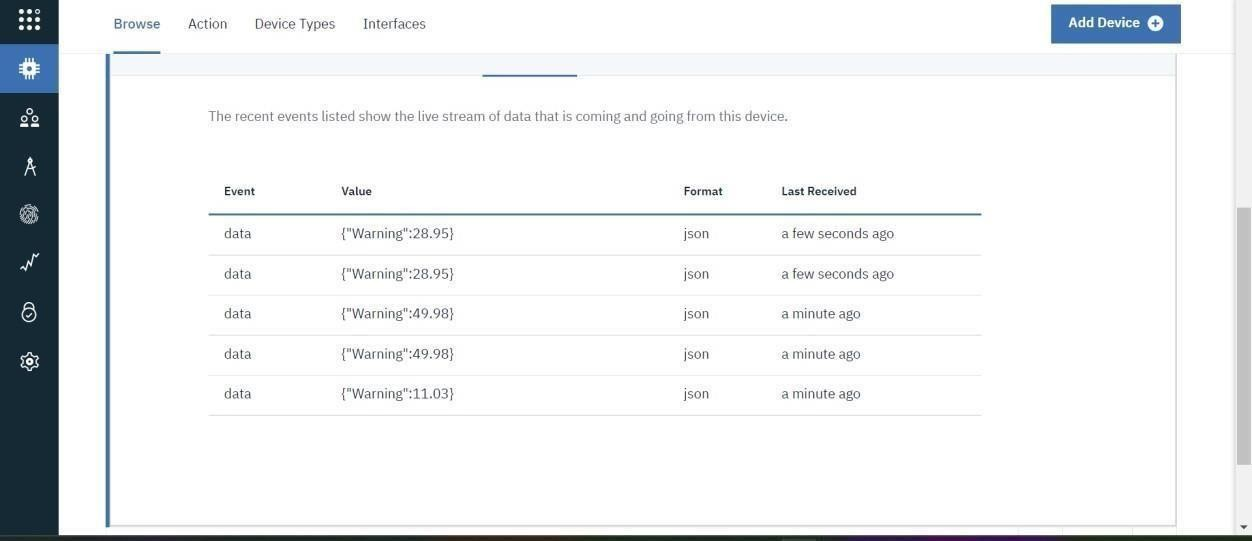 Browse Action Device Types Interfaces Add Device
The recent events listed show the live stream of data that is coming and going from this device.
Event Value Format Last Received
data {"Warning":28.95} json a few seconds ago
data {"Warning":28.95} json a few seconds ago
data {"Warning":49.98} json a minute ago
data {"Warning":49.98} json a minute ago
data {"Warning":11.03} json a minute ago